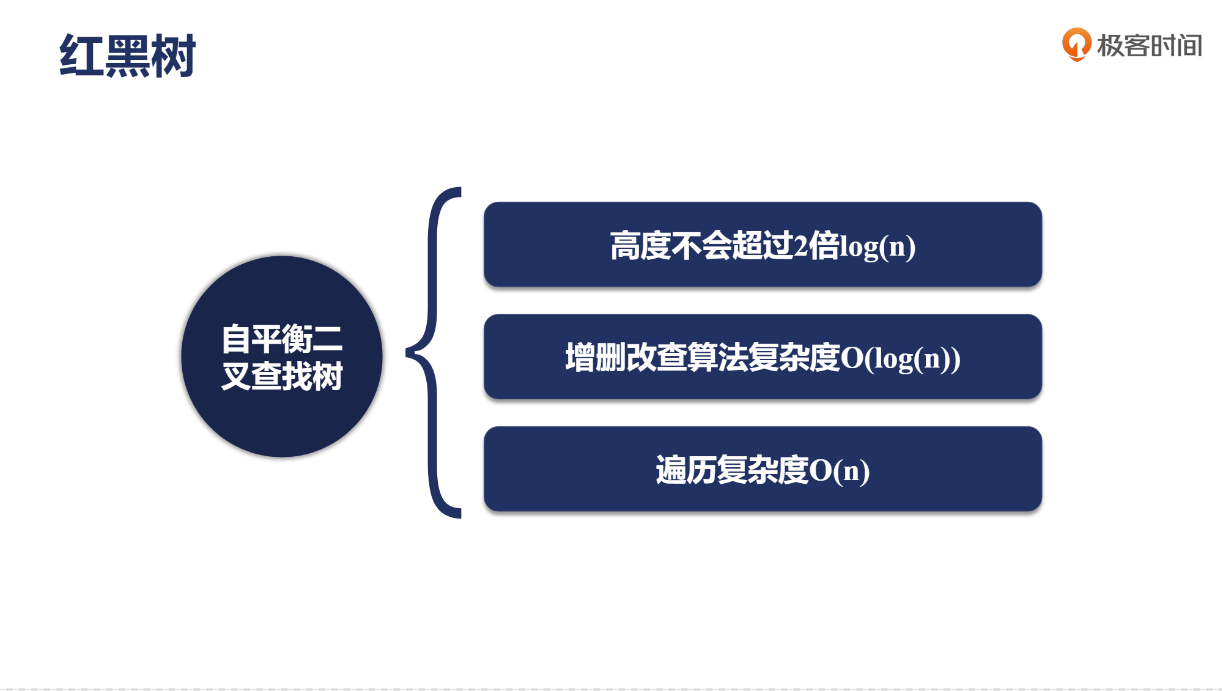 红黑树
极客时间
自平衡二
叉查找树
高度不会超过2倍log(n)
增删改查算法复杂度O(log(n))
遍历复杂度O(n)